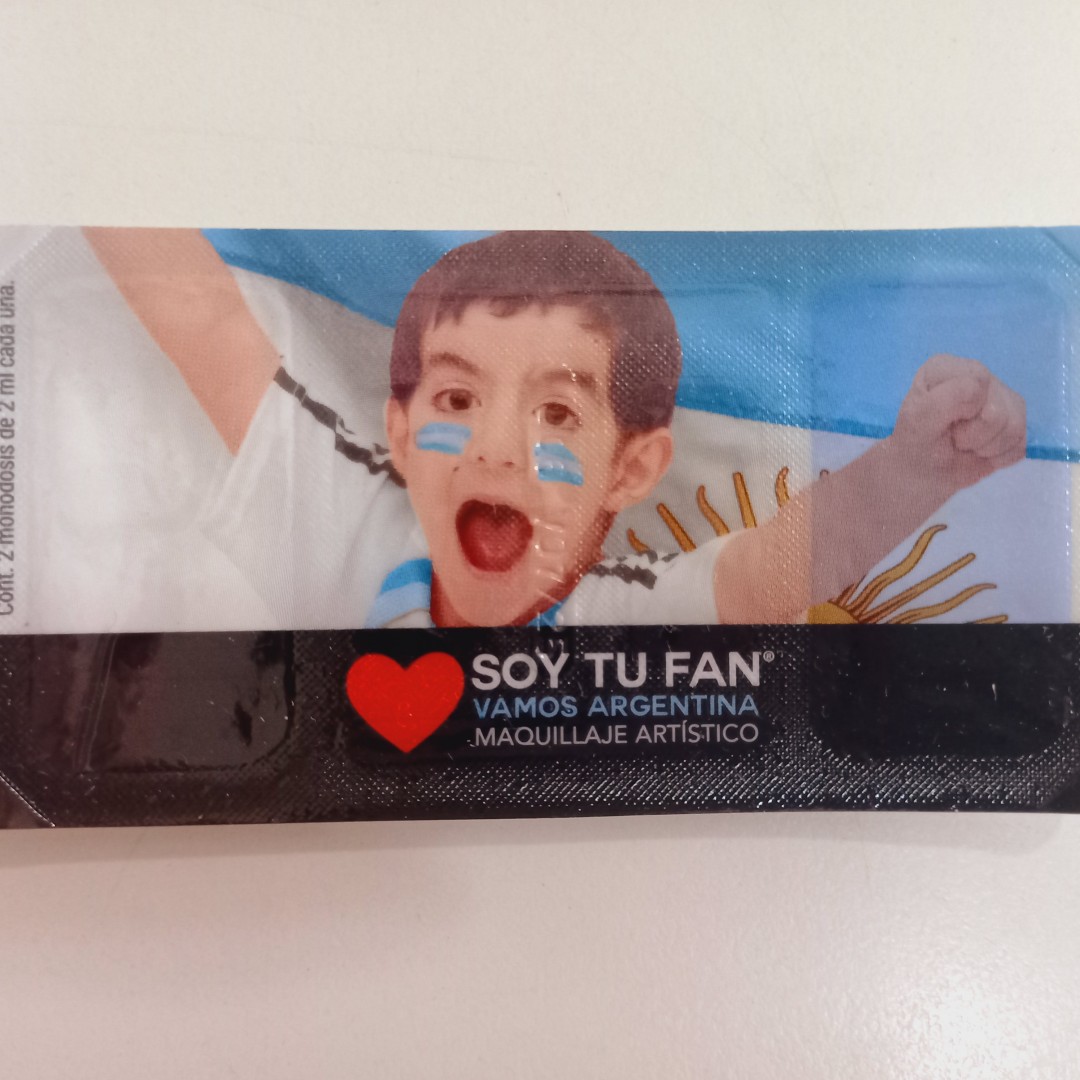 Cont. 2 monodosis de 2 ml cada una.
SOY TU FAN®
VAMOS ARGENTINA
MAQUILLAJE ARTÍSTICO